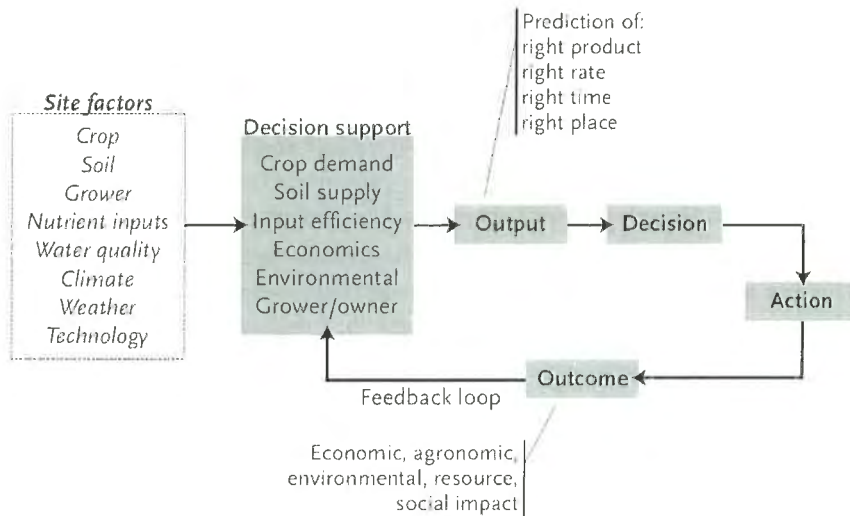 Prediction of:
right product
right rate
right time
right place
Site factors
Crop
Soil
Grower
Nutrient inputs
Water quality
Climate
Weather
Technology
Decision support
Crop demand
Soil supply
Input efficiency
Economics
Environmental
Grower/owner
Output
Decision
Action
Outcome
Feedback loop
Economic, agronomic,
environmental, resource,
social impact